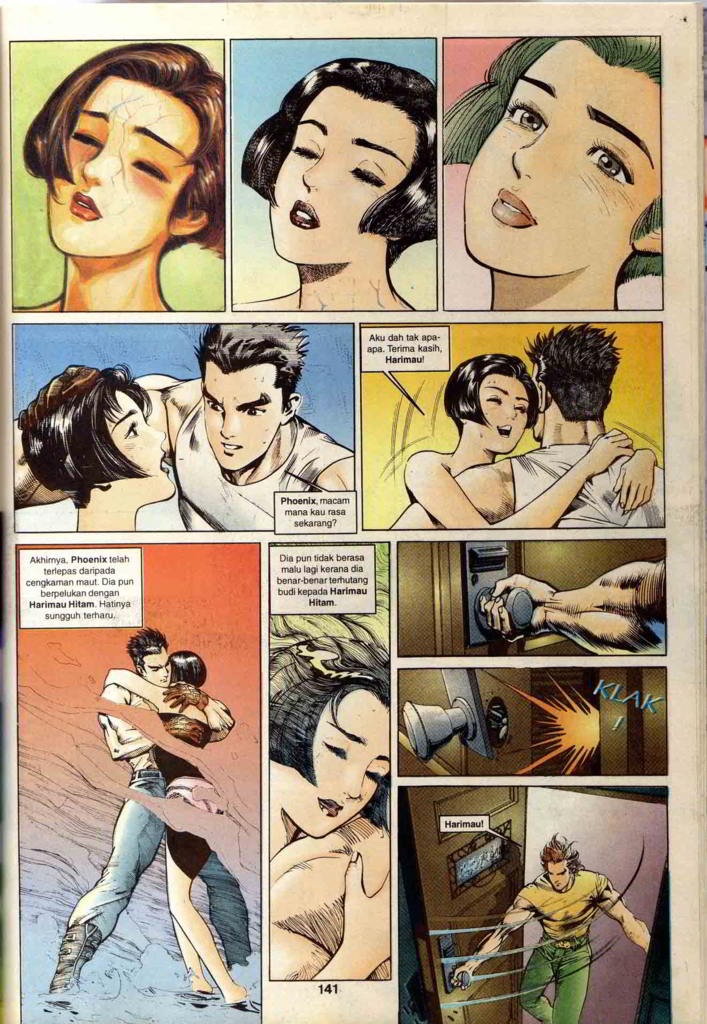 Aku dah tak apa-
apa. Terima kasih,
Harimau!
Phoenix, macam
mana kau rasa
sekarang?
Akhirnya, Phoenix telah
terlepas daripada
cengkaman maut. Dia pun
berpelukan dengan
Harimau Hitam. Hatinya
sungguh terharu.
Dia pun tidak berasa
malu lagi kerana dia
benar-benar terhutang
budi kepada Harimau
Hitam.
KLAK
!
Harimau!
141